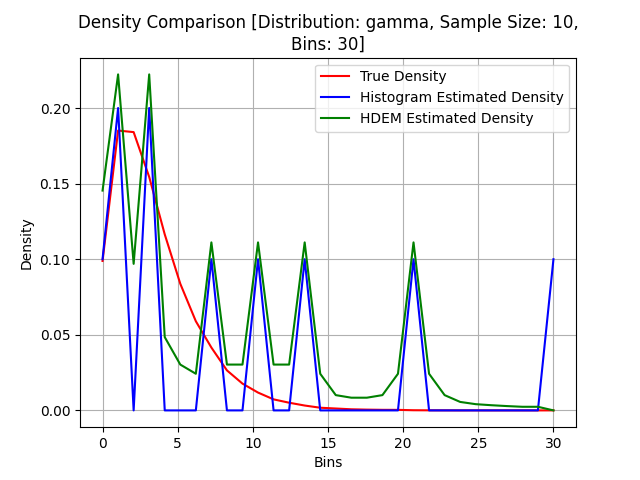 Density Comparison [Distribution: gamma, Sample Size: 10,
Bins: 30]
True Density
Histogram Estimated Density
HDEM Estimated Density
Density
0.20
0.15
0.10
0.05
0.00
0 5 10 15 20 25 30
Bins